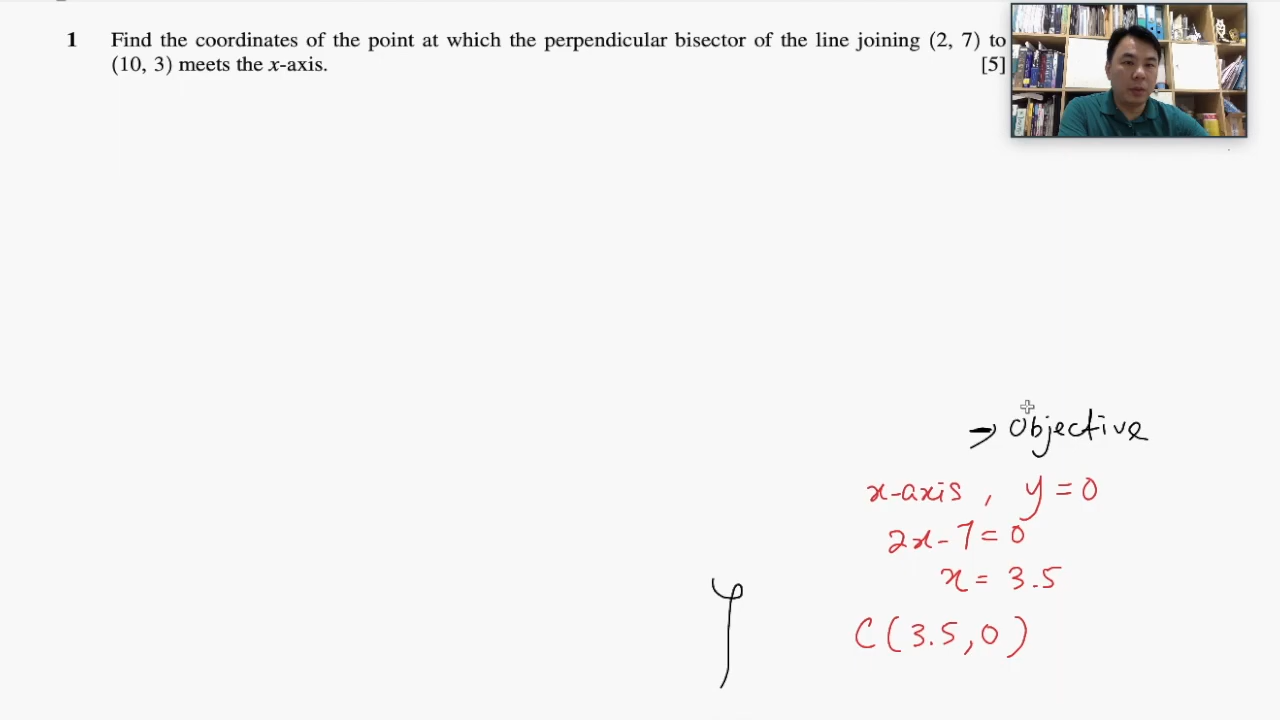 1 Find the coordinates of the point at which the perpendicular bisector of the line joining (2, 7) to
(10, 3) meets the x-axis. [5]
→ Objective
x-axis, y = 0
2x - 7 = 0
x = 3.5
C(3.5, 0)